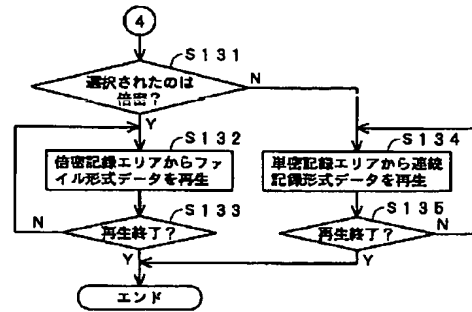 4
S131
選択されたのは
倍密?
N
Y
S132
倍密記録エリアからファ
イル形式データを再生
S134
単密記録エリアから連続
記録形式データを再生
S133
再生終了?
N
Y
S135
再生終了?
N
Y
エンド